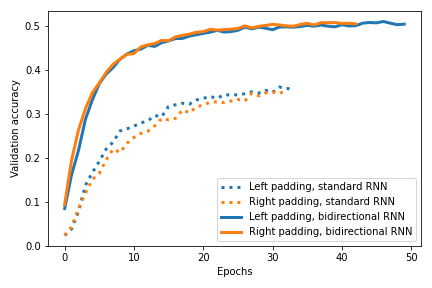 0.5
0.4
0.3
0.2
0.1
0.0
Validation accuracy
Left padding, standard RNN
Right padding, standard RNN
Left padding, bidirectional RNN
Right padding, bidirectional RNN
0 10 20 30 40 50
Epochs